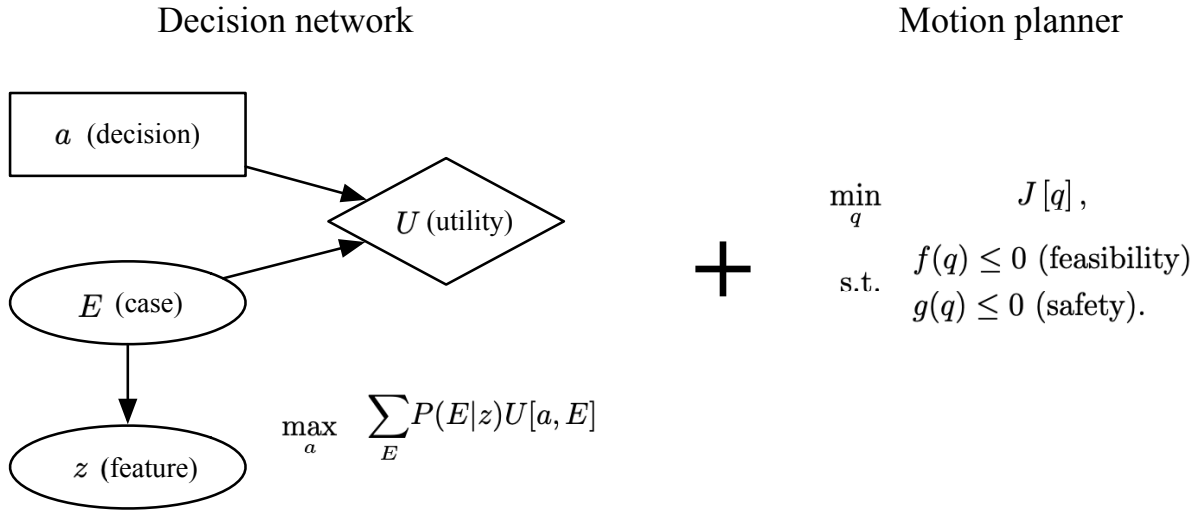 Decision network
Motion planner
a (decision)
U (utility)
E (case)
z (feature)
max_a ∑_E P(E|z)U[a, E]
+
min_q J [q] ,
s.t. f(q) ≤ 0 (feasibility)
g(q) ≤ 0 (safety).